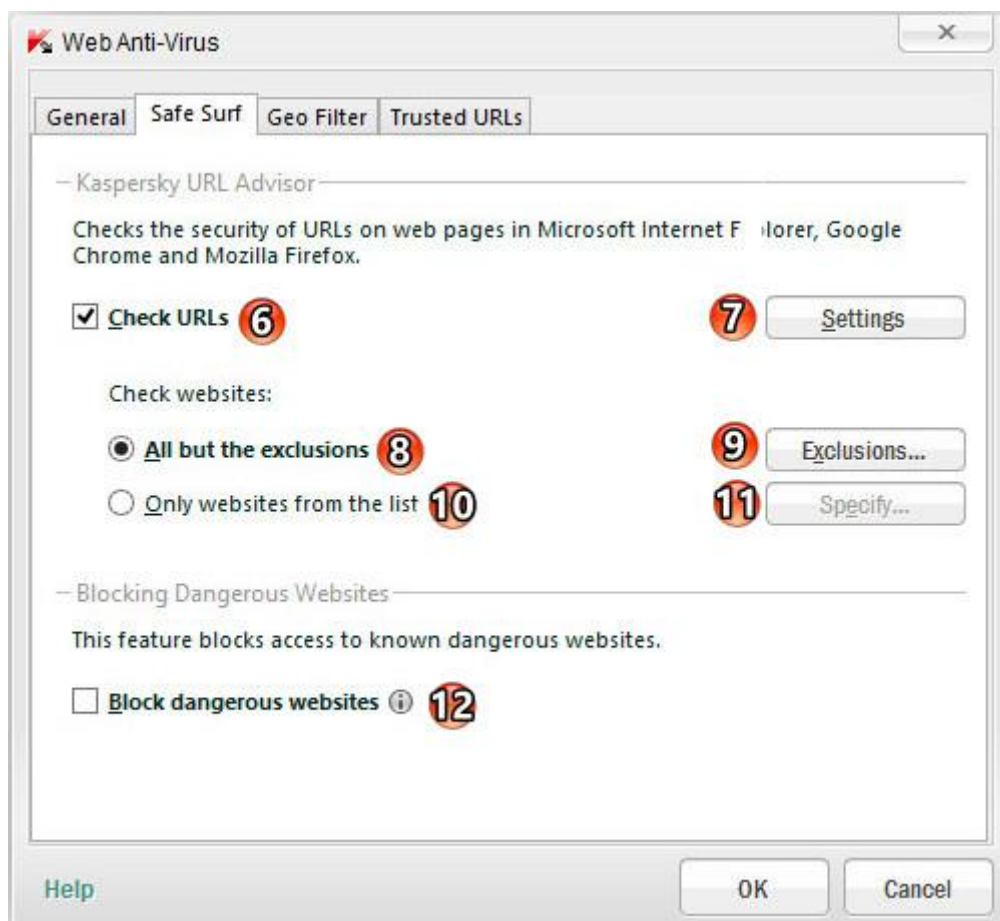 Web Anti-Virus
General Safe Surf Geo Filter Trusted URLs
Kaspersky URL Advisor
Checks the security of URLs on web pages in Microsoft Internet lorer, Google
Chrome and Mozilla Firefox.
Check URLs 6 7 Settings
Check websites:
All but the exclusions 8 9 Exclusions...
Only websites from the list 10 11 Specify...
Blocking Dangerous Websites
This feature blocks access to known dangerous websites.
Block dangerous websites 12
Help OK Cancel